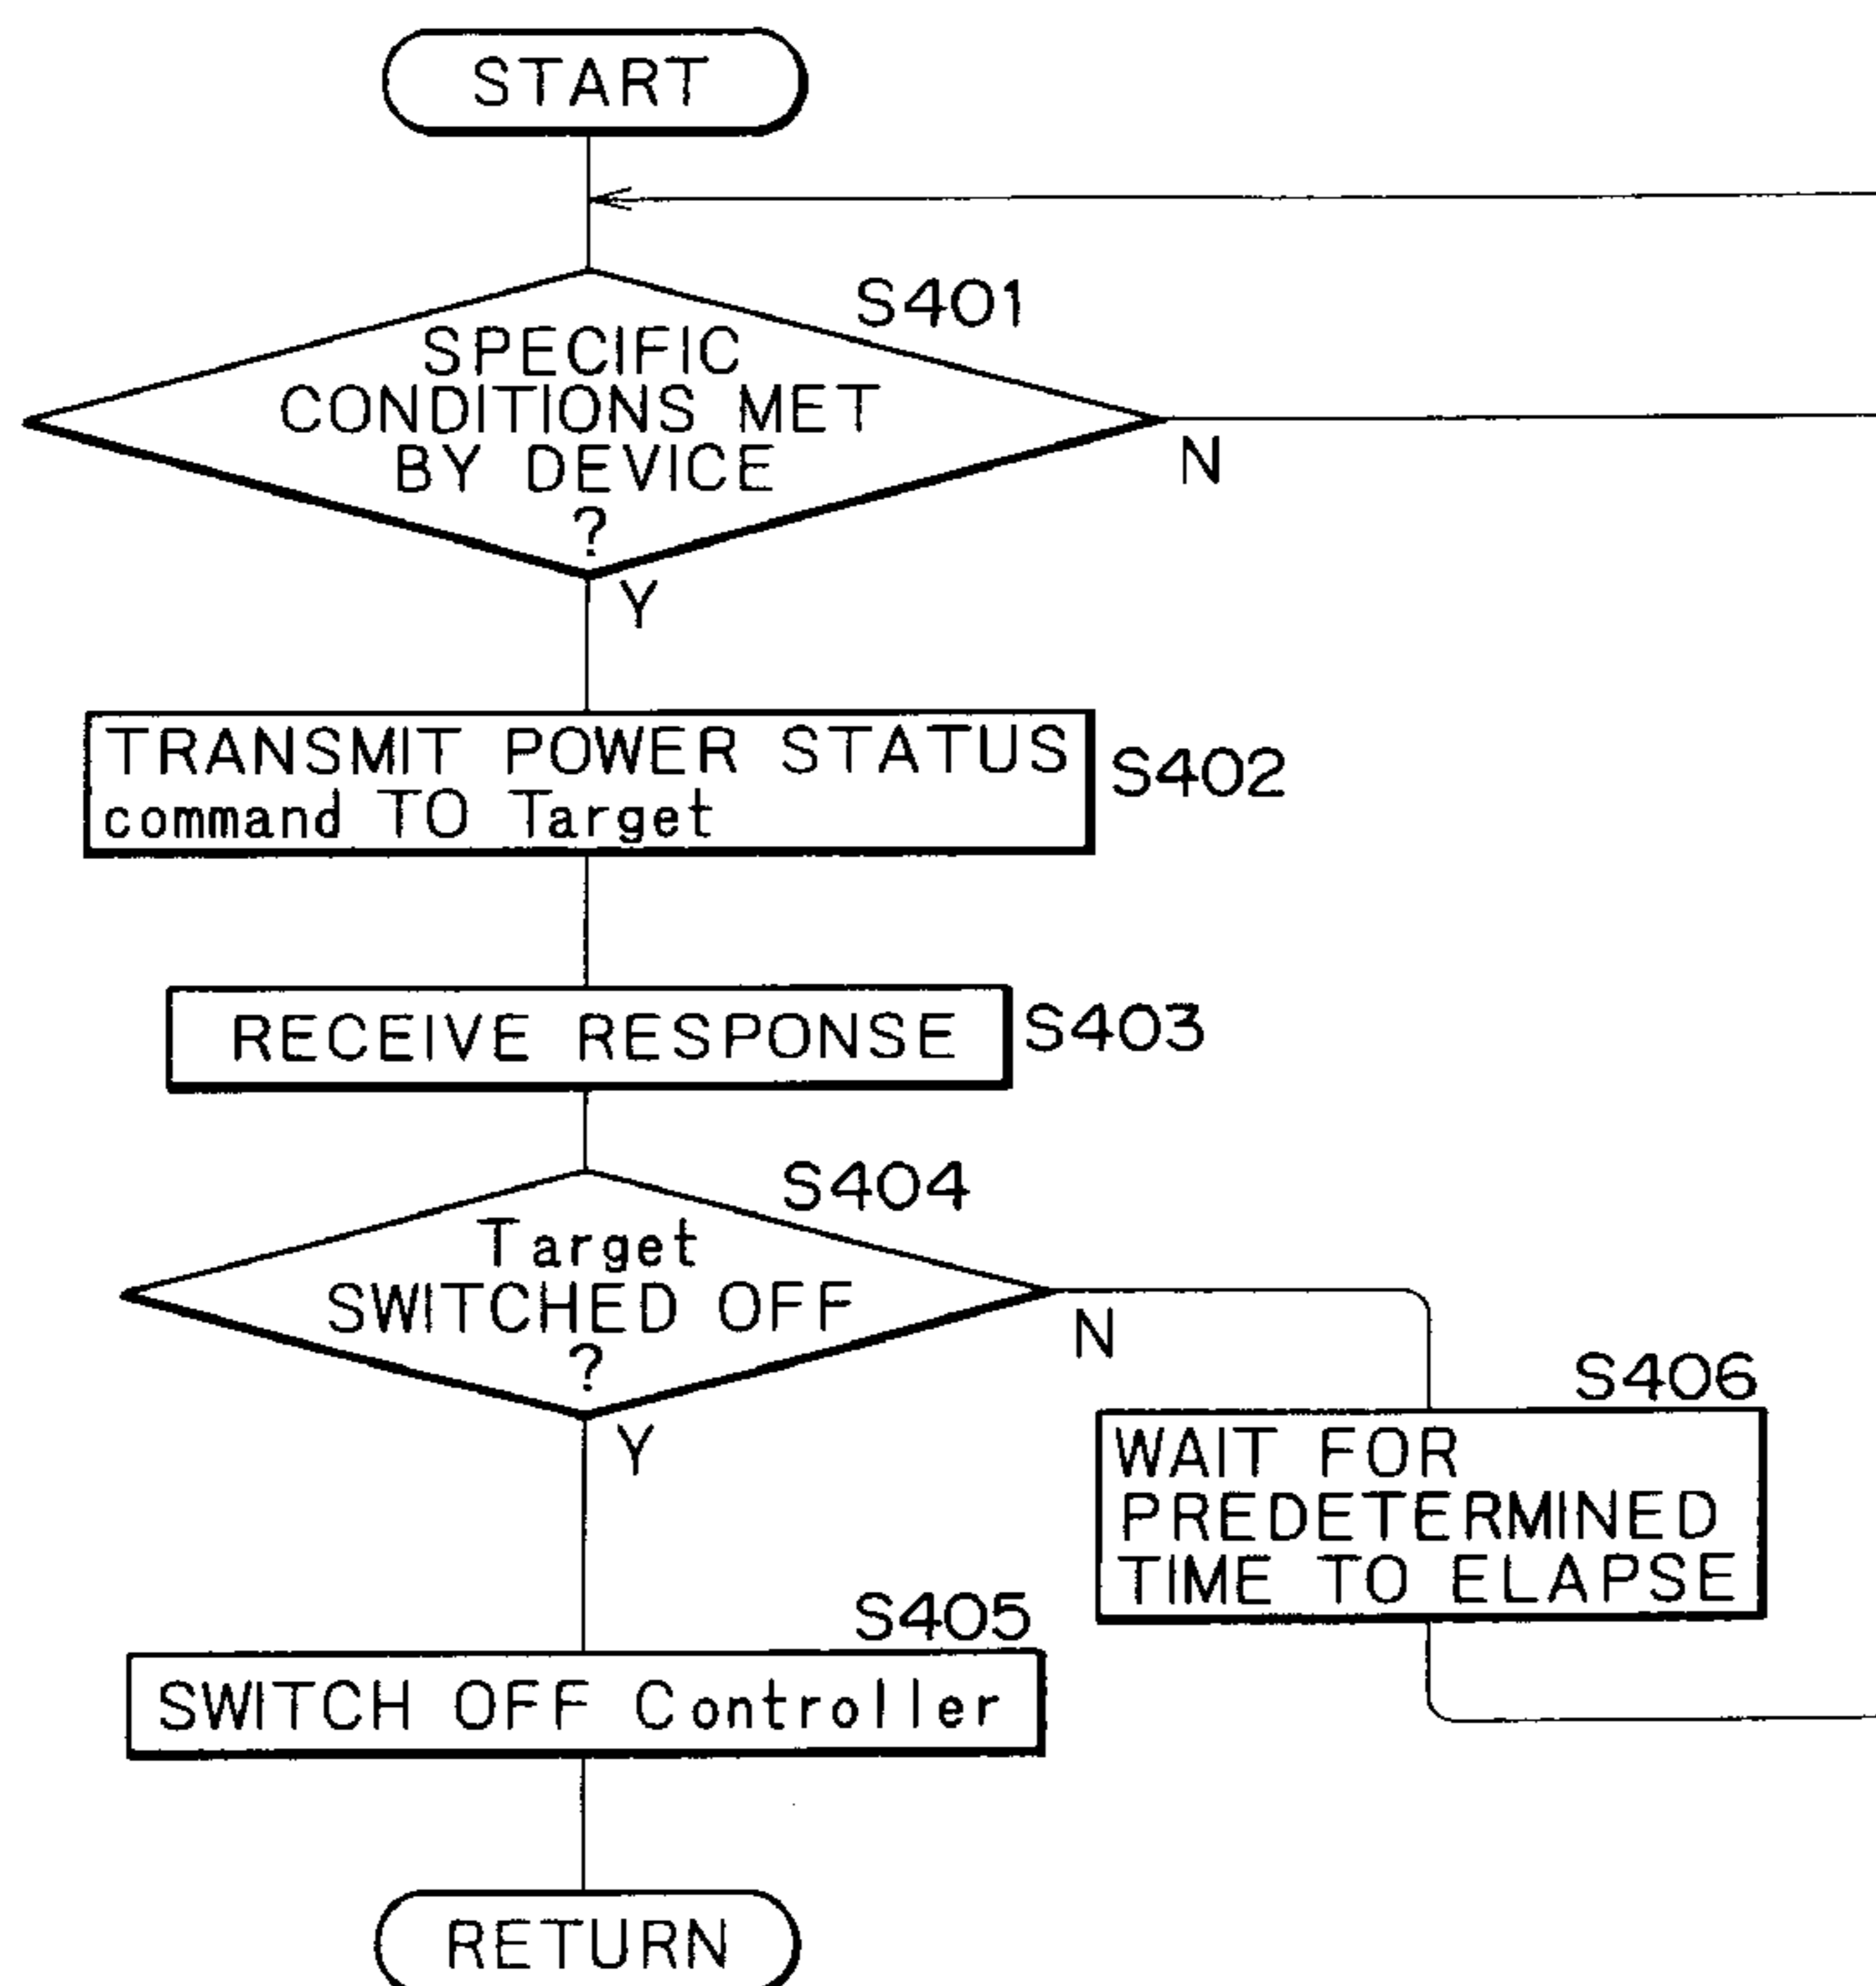 START
S401
SPECIFIC
CONDITIONS MET
BY DEVICE
?
N
Y
TRANSMIT POWER STATUS
command TO Target
S402
RECEIVE RESPONSE
S403
S404
Target
SWITCHED OFF
?
N
Y
S406
WAIT FOR
PREDETERMINED
TIME TO ELAPSE
S405
SWITCH OFF Controller
RETURN